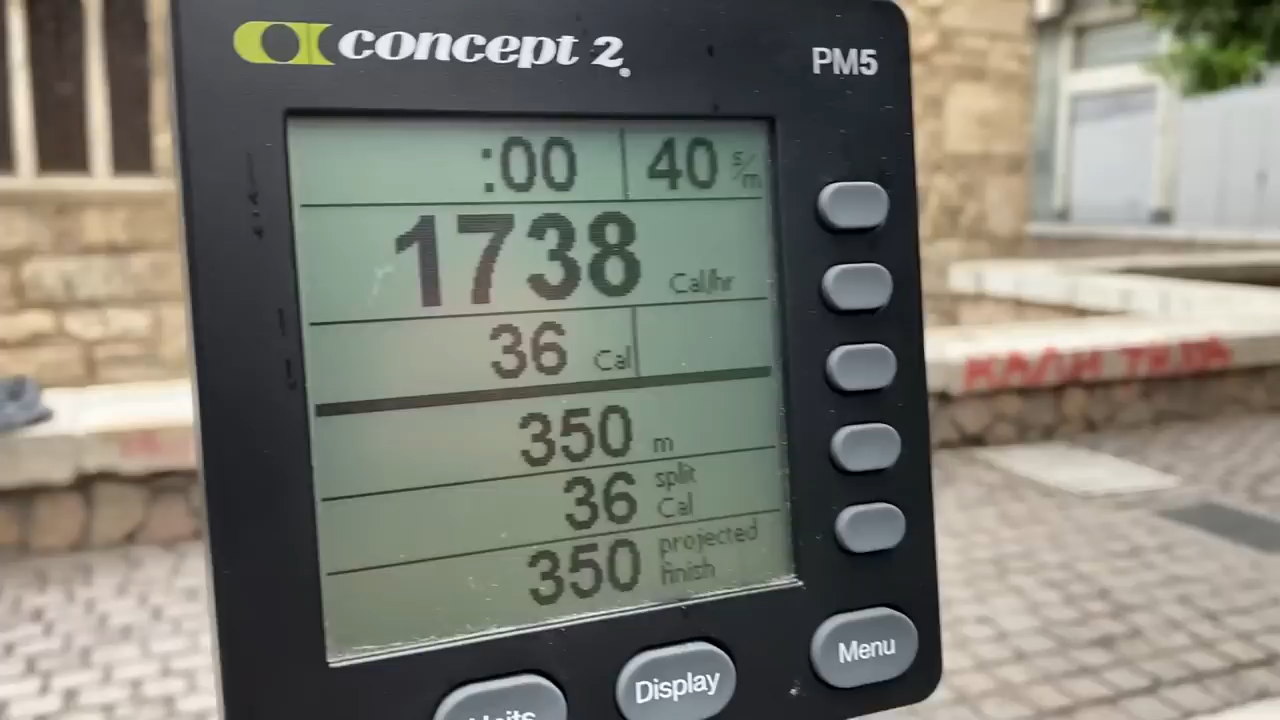 concept 2.
PM5
:00 40 s/m
1738 Cal/hr
36 Cal
350 m
36 split Cal
350 projected finish
Display
Menu